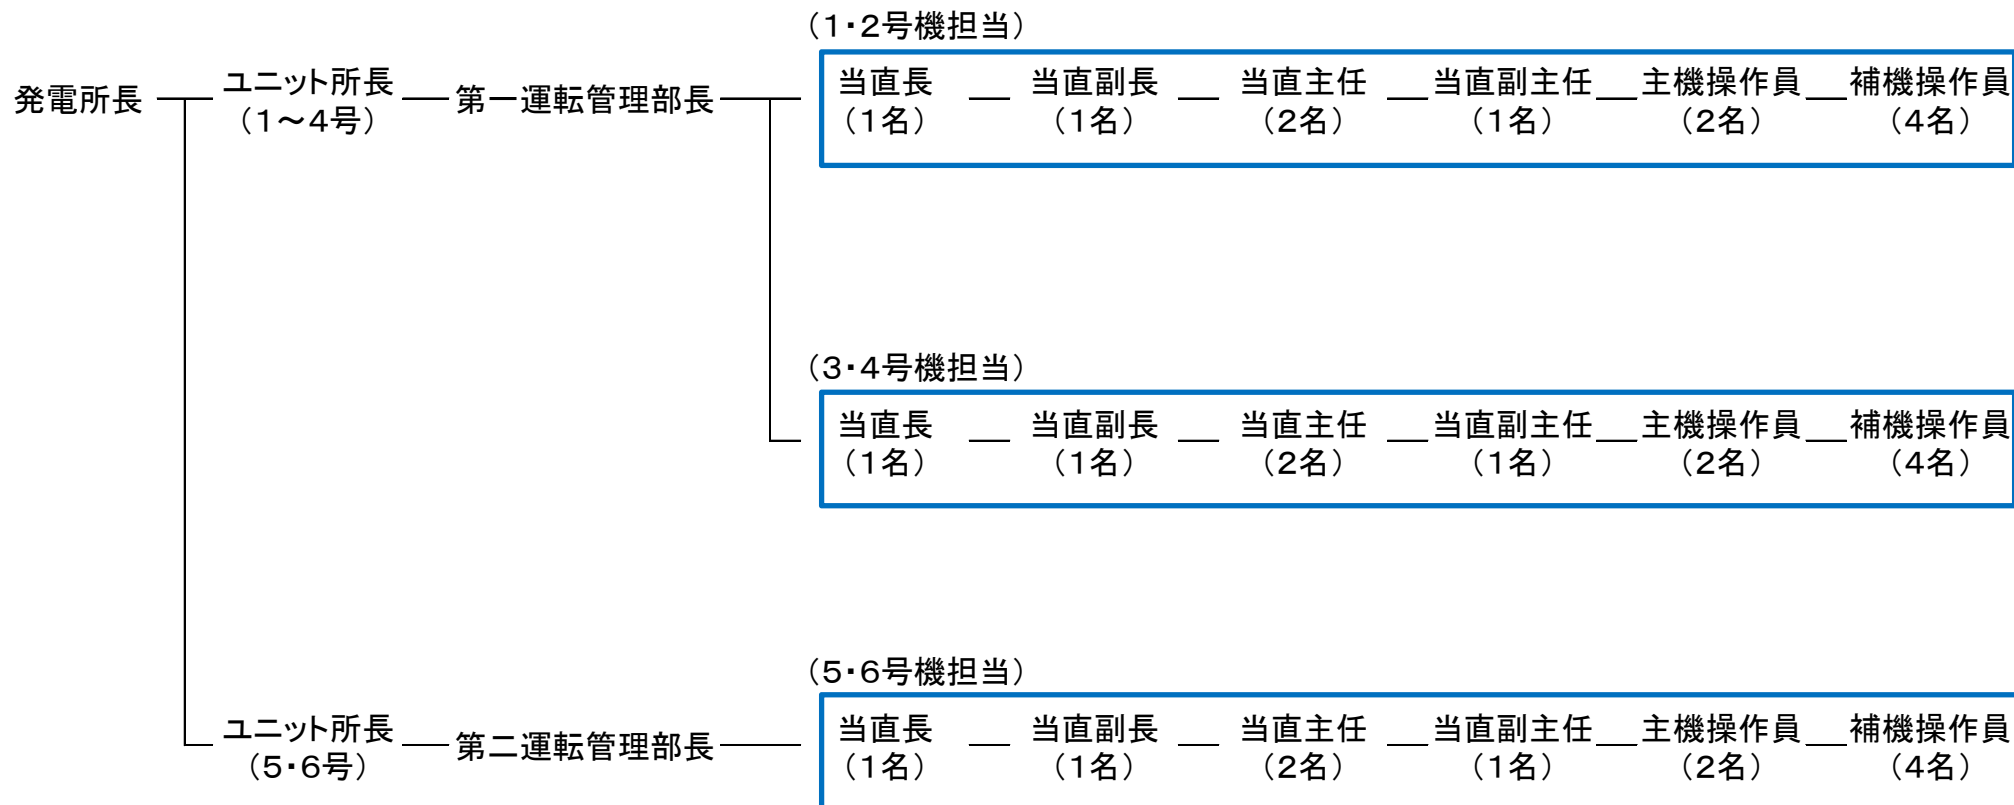 （1・2号機担当）
発電所長 ユニット所長 第一運転管理部長 当直長 当直副長 当直主任 当直副主任 主機操作員 補機操作員
（1～4号） （1名） （1名） （2名） （1名） （2名） （4名）
（3・4号機担当）
当直長 当直副長 当直主任 当直副主任 主機操作員 補機操作員
（1名） （1名） （2名） （1名） （2名） （4名）
（5・6号機担当）
ユニット所長 第二運転管理部長 当直長 当直副長 当直主任 当直副主任 主機操作員 補機操作員
（5・6号） （1名） （1名） （2名） （1名） （2名） （4名）